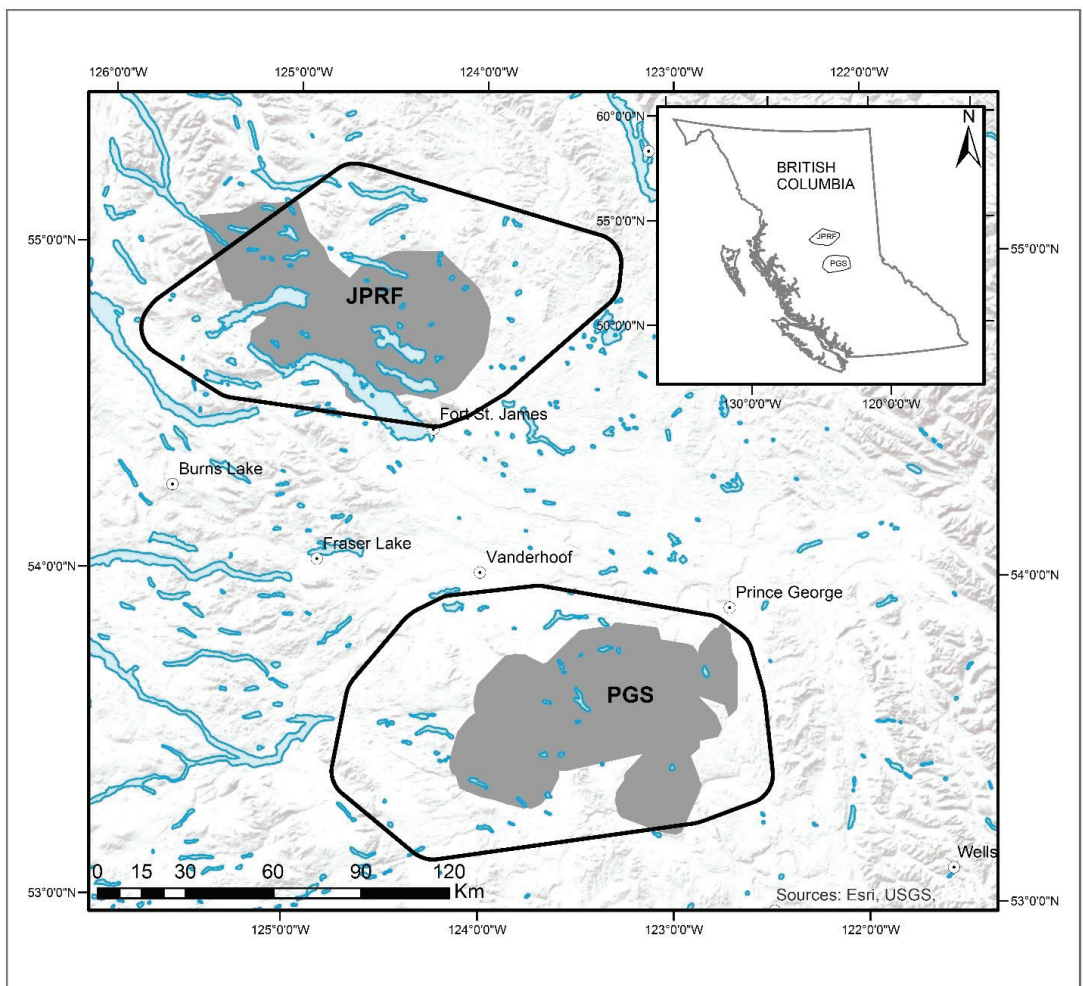 126°0'0"W 125°0'0"W 124°0'0"W 123°0'0"W 122°0'0"W
60°0'0"N
N
BRITISH
COLUMBIA
55°0'0"N
JPRF
PGS
50°0'0"N
130°0'0"W 120°0'0"W
55°0'0"N
55°0'0"N
JPRF
Fort St. James
Burns Lake
Fraser Lake
Vanderhoof
54°0'0"N
54°0'0"N
Prince George
PGS
Wells
0 15 30 60 90 120
Km
Sources: Esri, USGS,
53°0'0"N
53°0'0"N
125°0'0"W 124°0'0"W 123°0'0"W 122°0'0"W